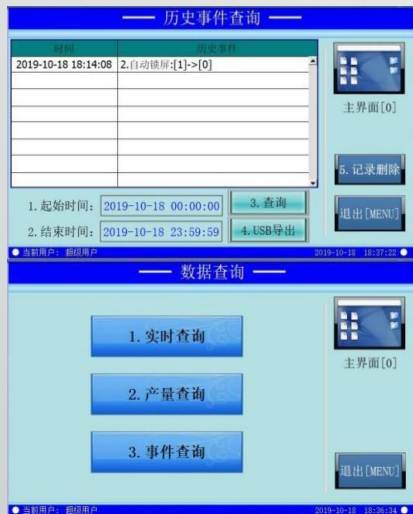 历史事件查询
时间 历史事件
2019-10-18 18:14:08 2.自动锁屏:[1]->[0]
主界面[0]
5.记录删除
1.起始时间: 2019-10-18 00:00:00 3.查询
退出[MENU]
2.结束时间: 2019-10-18 23:59:59 4.USB导出
当前用户: 超级用户 2019-10-18 18:37:22
数据查询
1.实时查询
主界面[0]
2.产量查询
3.事件查询
退出[MENU]
当前用户: 超级用户 2019-10-18 18:36:34